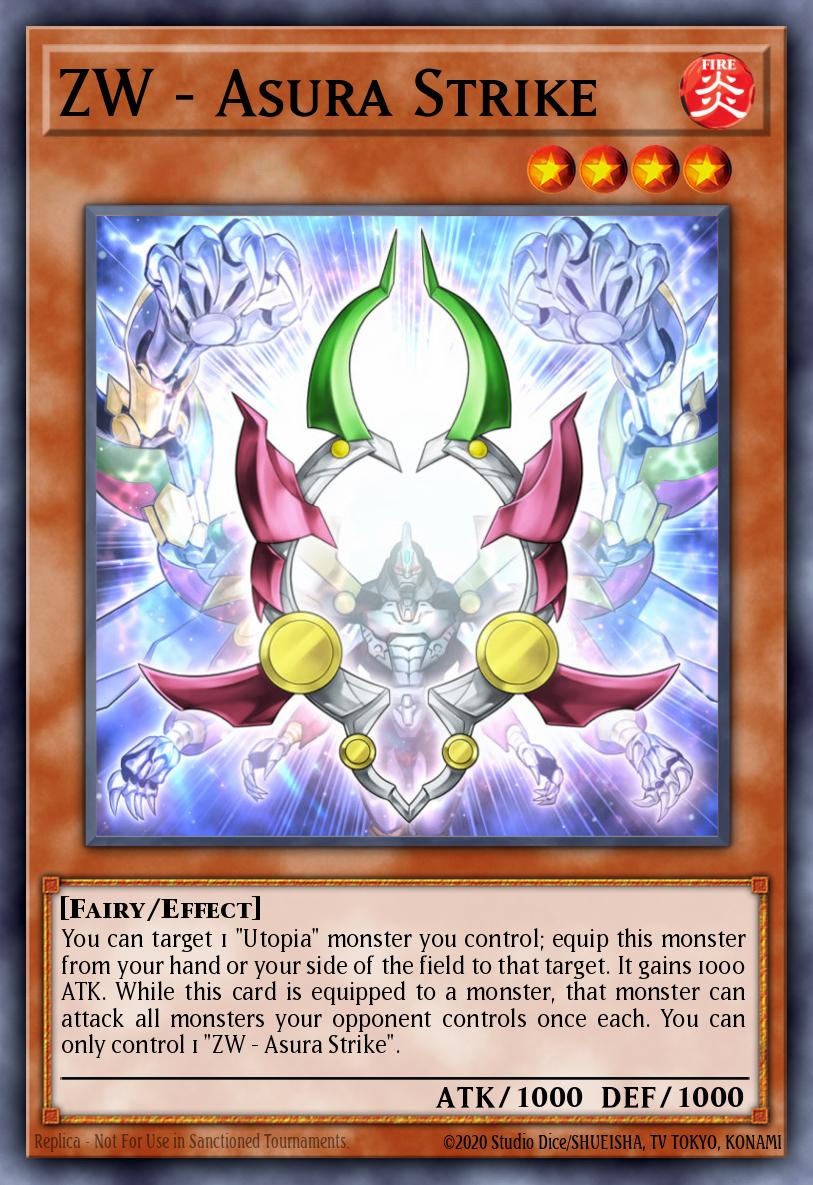 ZW - Asura Strike
FIRE
炎
[Fairy/Effect]
You can target 1 "Utopia" monster you control; equip this monster
from your hand or your side of the field to that target. It gains 1000
ATK. While this card is equipped to a monster, that monster can
attack all monsters your opponent controls once each. You can
only control 1 "ZW - Asura Strike".
ATK/1000 DEF/1000
Replica - Not For Use in Sanctioned Tournaments.
©2020 Studio Dice/SHUEISHA, TV TOKYO, KONAMI